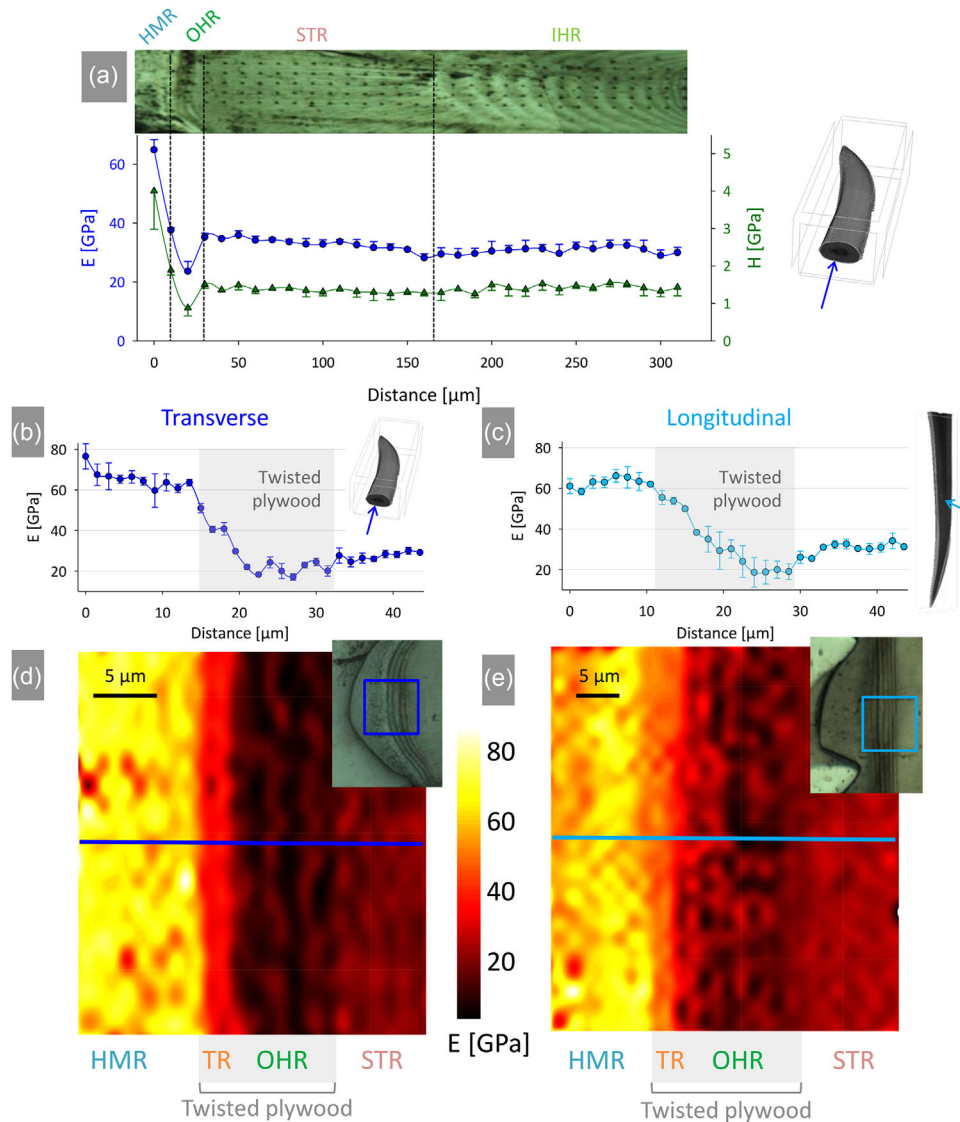 HMR OHR STR IHR
(a)
60
40
20
0
E [GPa]
5
4
3
2
1
0
H [GPa]
0 50 100 150 200 250 300
Distance [µm]
(b) Transverse
80
60
40
20
E [GPa]
Twisted
plywood
0 10 20 30 40
Distance [µm]
(c) Longitudinal
80
60
40
20
E [GPa]
Twisted
plywood
0 10 20 30 40
Distance [µm]
(d)
5 µm
80
60
40
20
E [GPa]
(e)
5 µm
HMR TR OHR STR
Twisted plywood
HMR TR OHR STR
Twisted plywood